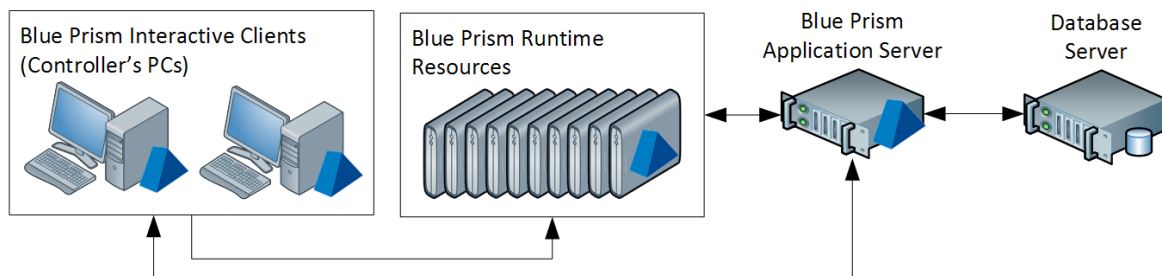 Blue Prism Interactive Clients
(Controller's PCs)
Blue Prism Runtime
Resources
Blue Prism
Application Server
Database
Server